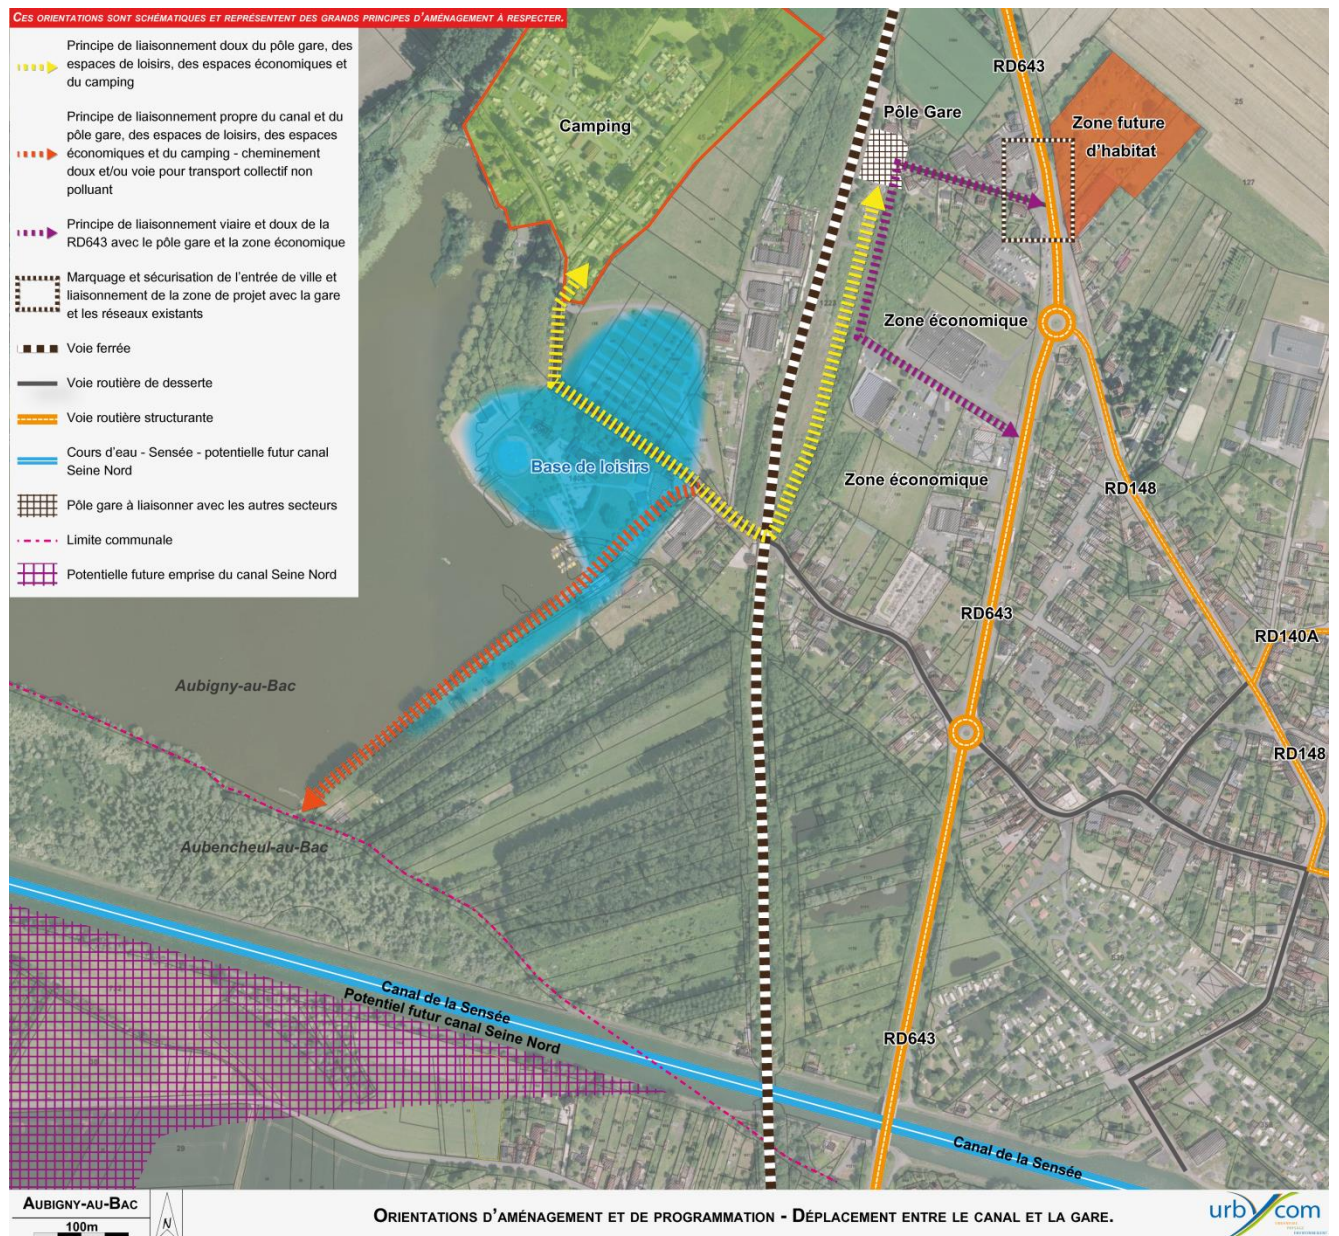 CES ORIENTATIONS SONT SCHÉMATIQUES ET REPRÉSENTENT DES GRANDS PRINCIPES D'AMÉNAGEMENT À RESPECTER.
Principe de liaisonnement doux du pôle gare, des
espaces de loisirs, des espaces économiques et
du camping
Principe de liaisonnement propre du canal et du
pôle gare, des espaces de loisirs, des espaces
économiques et du camping - cheminement
doux et/ou voie pour transport collectif non
polluant
Principe de liaisonnement viaire et doux de la
RD643 avec le pôle gare et la zone économique
Marquage et sécurisation de l'entrée de ville et
liaisonnement de la zone de projet avec la gare
et les réseaux existants
Voie ferrée
Voie routière de desserte
Voie routière structurante
Cours d'eau - Sensée - potentielle futur canal
Seine Nord
Pôle gare à liaisonner avec les autres secteurs
Limite communale
Potentielle future emprise du canal Seine Nord
RD643
Pôle Gare
Camping
Zone future
d'habitat
Zone économique
Base de loisirs
Zone économique
RD148
RD643
RD140A
Aubigny-au-Bac
RD148
Aubencheul-au-Bac
Canal de la Sensée
Potentiel futur canal Seine Nord
RD643
Canal de la Sensée
AUBIGNY-AU-BAC
100m
N
ORIENTATIONS D'AMÉNAGEMENT ET DE PROGRAMMATION - DÉPLACEMENT ENTRE LE CANAL ET LA GARE.
urbycom